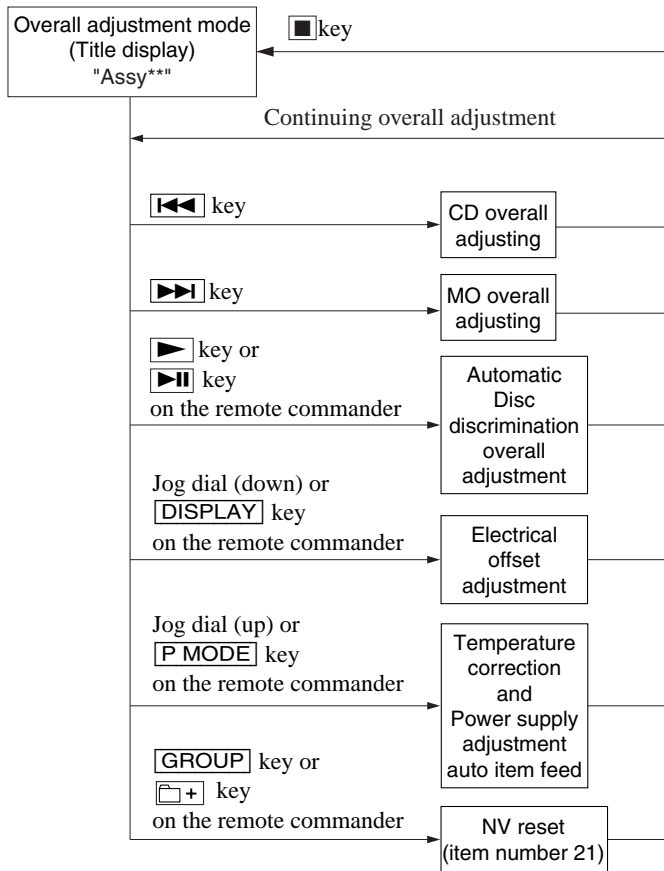 Overall adjustment mode
(Title display)
"Assy**"
■ key
Continuing overall adjustment
key
CD overall
adjusting
key
MO overall
adjusting
key or
key
on the remote commander
Automatic
Disc
discrimination
overall
adjustment
Jog dial (down) or
DISPLAY key
on the remote commander
Electrical
offset
adjustment
Jog dial (up) or
P MODE key
on the remote commander
Temperature
correction
and
Power supply
adjustment
auto item feed
GROUP key or
+ key
on the remote commander
NV reset
(item number 21)